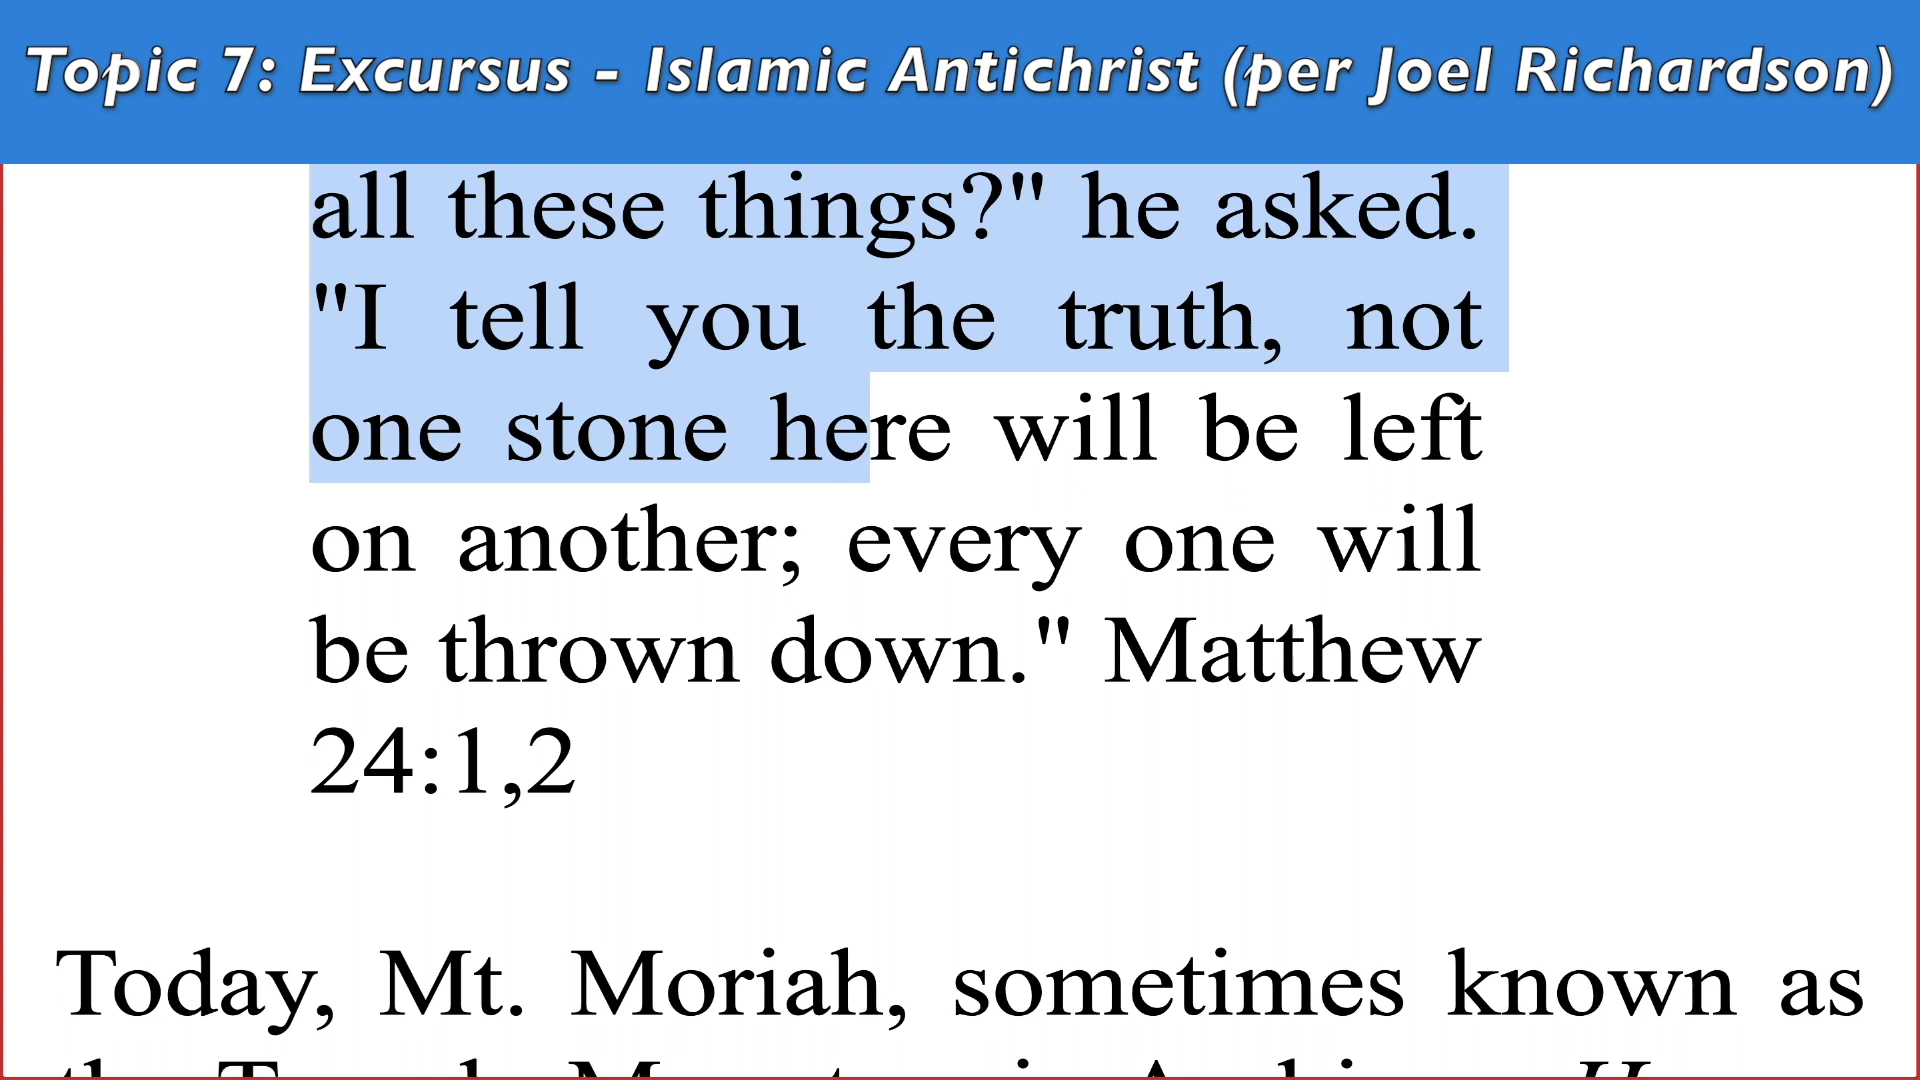 Topic 7: Excursus - Islamic Antichrist (per Joel Richardson)
all these things?" he asked.
"I tell you the truth, not
one stone here will be left
on another; every one will
be thrown down." Matthew
24:1,2
Today, Mt. Moriah, sometimes known as